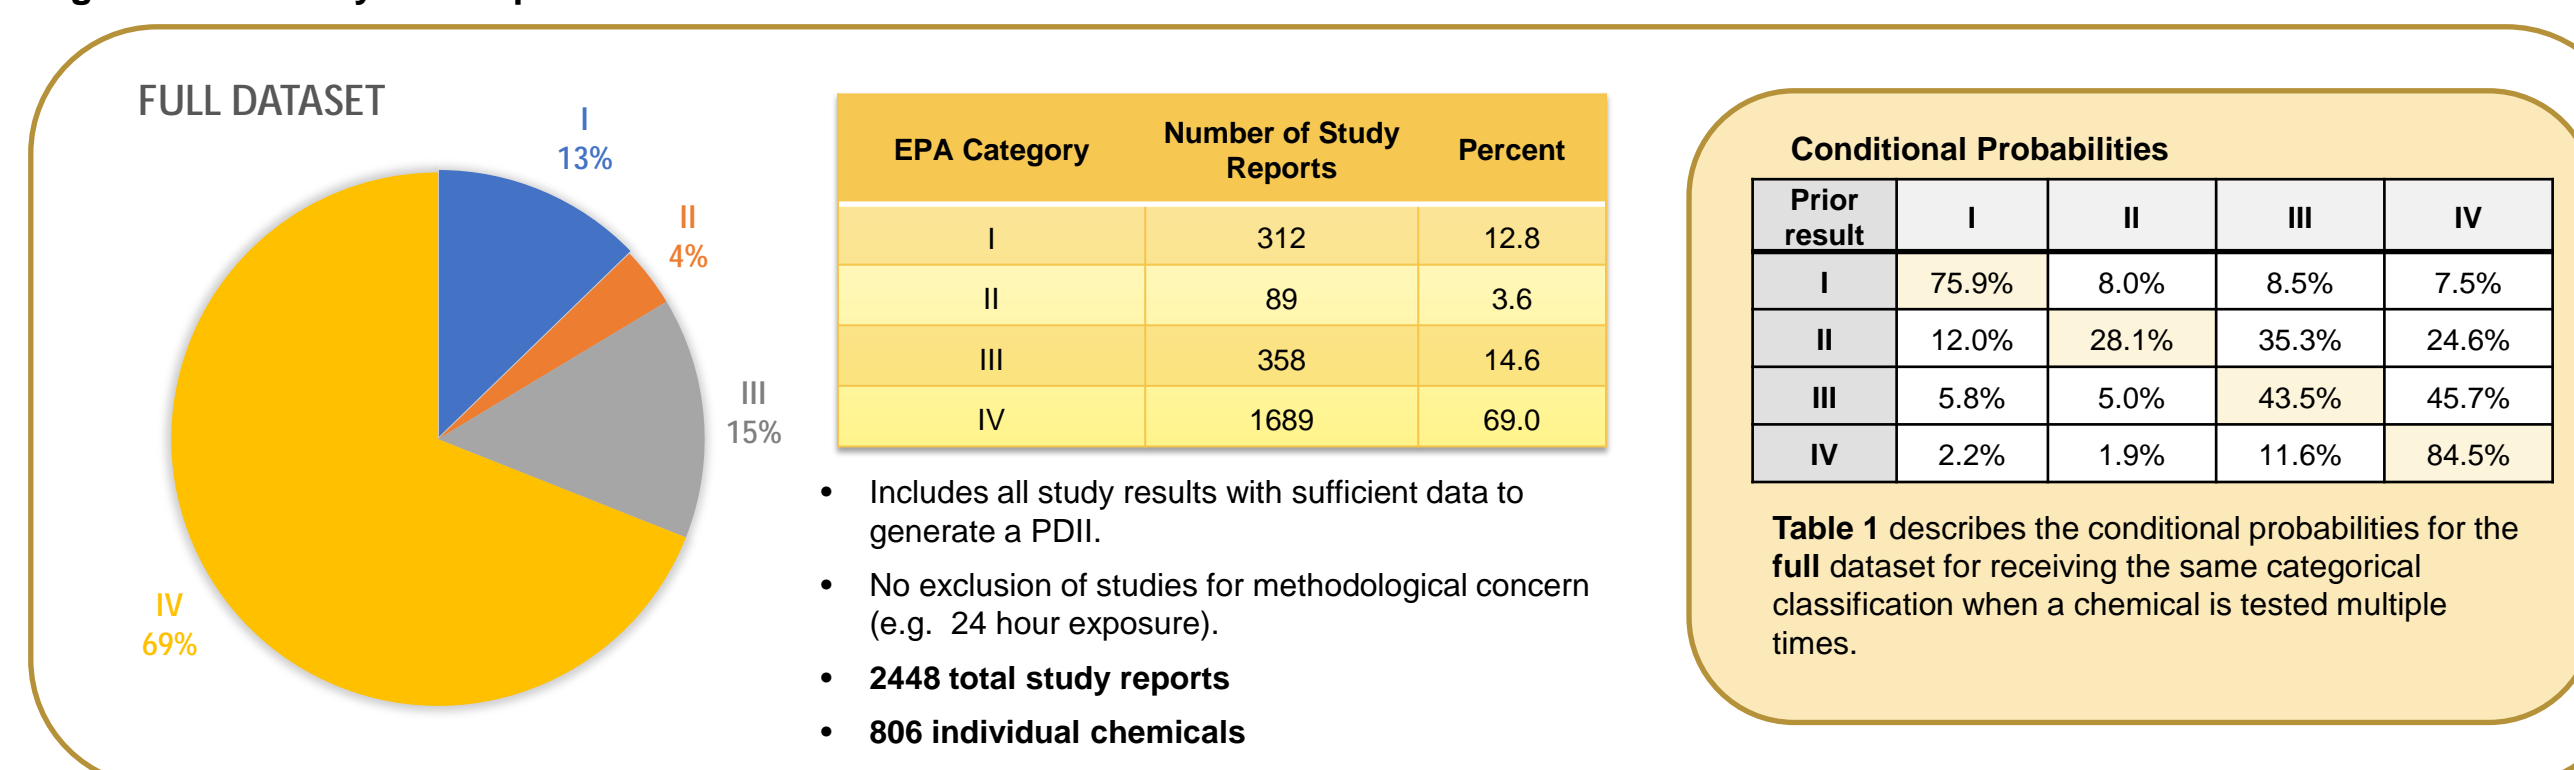 FULL DATASET
I
13%
II
4%
III
15%
IV
69%
EPA Category Number of Study Reports Percent
I 312 12.8
II 89 3.6
III 358 14.6
IV 1689 69.0
• Includes all study results with sufficient data to
generate a PDII.
• No exclusion of studies for methodological concern
(e.g. 24 hour exposure).
• 2448 total study reports
• 806 individual chemicals
Conditional Probabilities
Prior result I II III IV
I 75.9% 8.0% 8.5% 7.5%
II 12.0% 28.1% 35.3% 24.6%
III 5.8% 5.0% 43.5% 45.7%
IV 2.2% 1.9% 11.6% 84.5%
Table 1 describes the conditional probabilities for the
full dataset for receiving the same categorical
classification when a chemical is tested multiple
times.